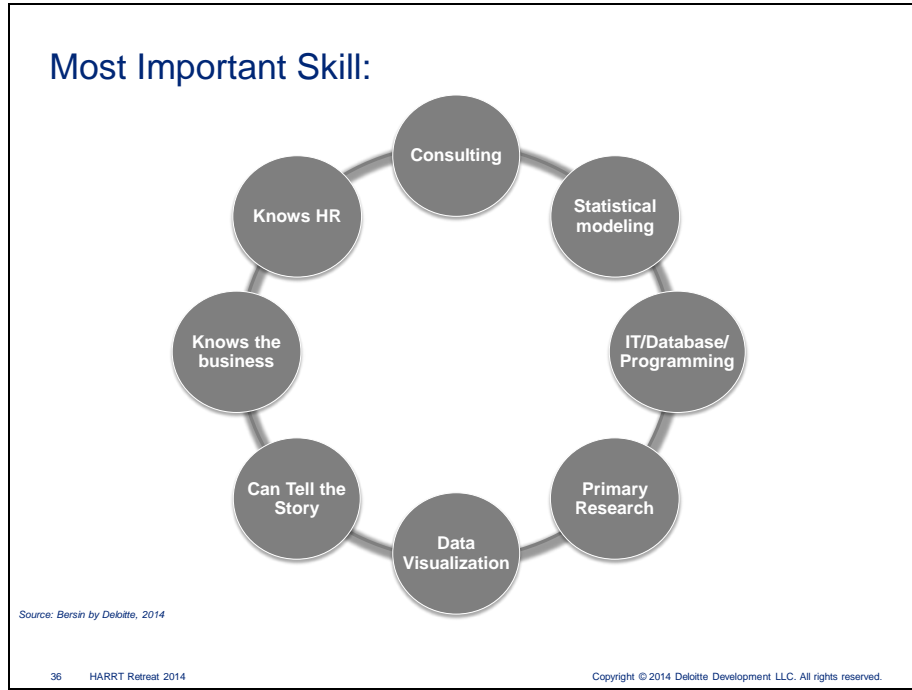 Most Important Skill:
Consulting
Statistical
modeling
IT/Database/
Programming
Primary
Research
Data
Visualization
Can Tell the
Story
Knows the
business
Knows HR
Source: Bersin by Deloitte, 2014
36 HARRT Retreat 2014
Copyright © 2014 Deloitte Development LLC. All rights reserved.